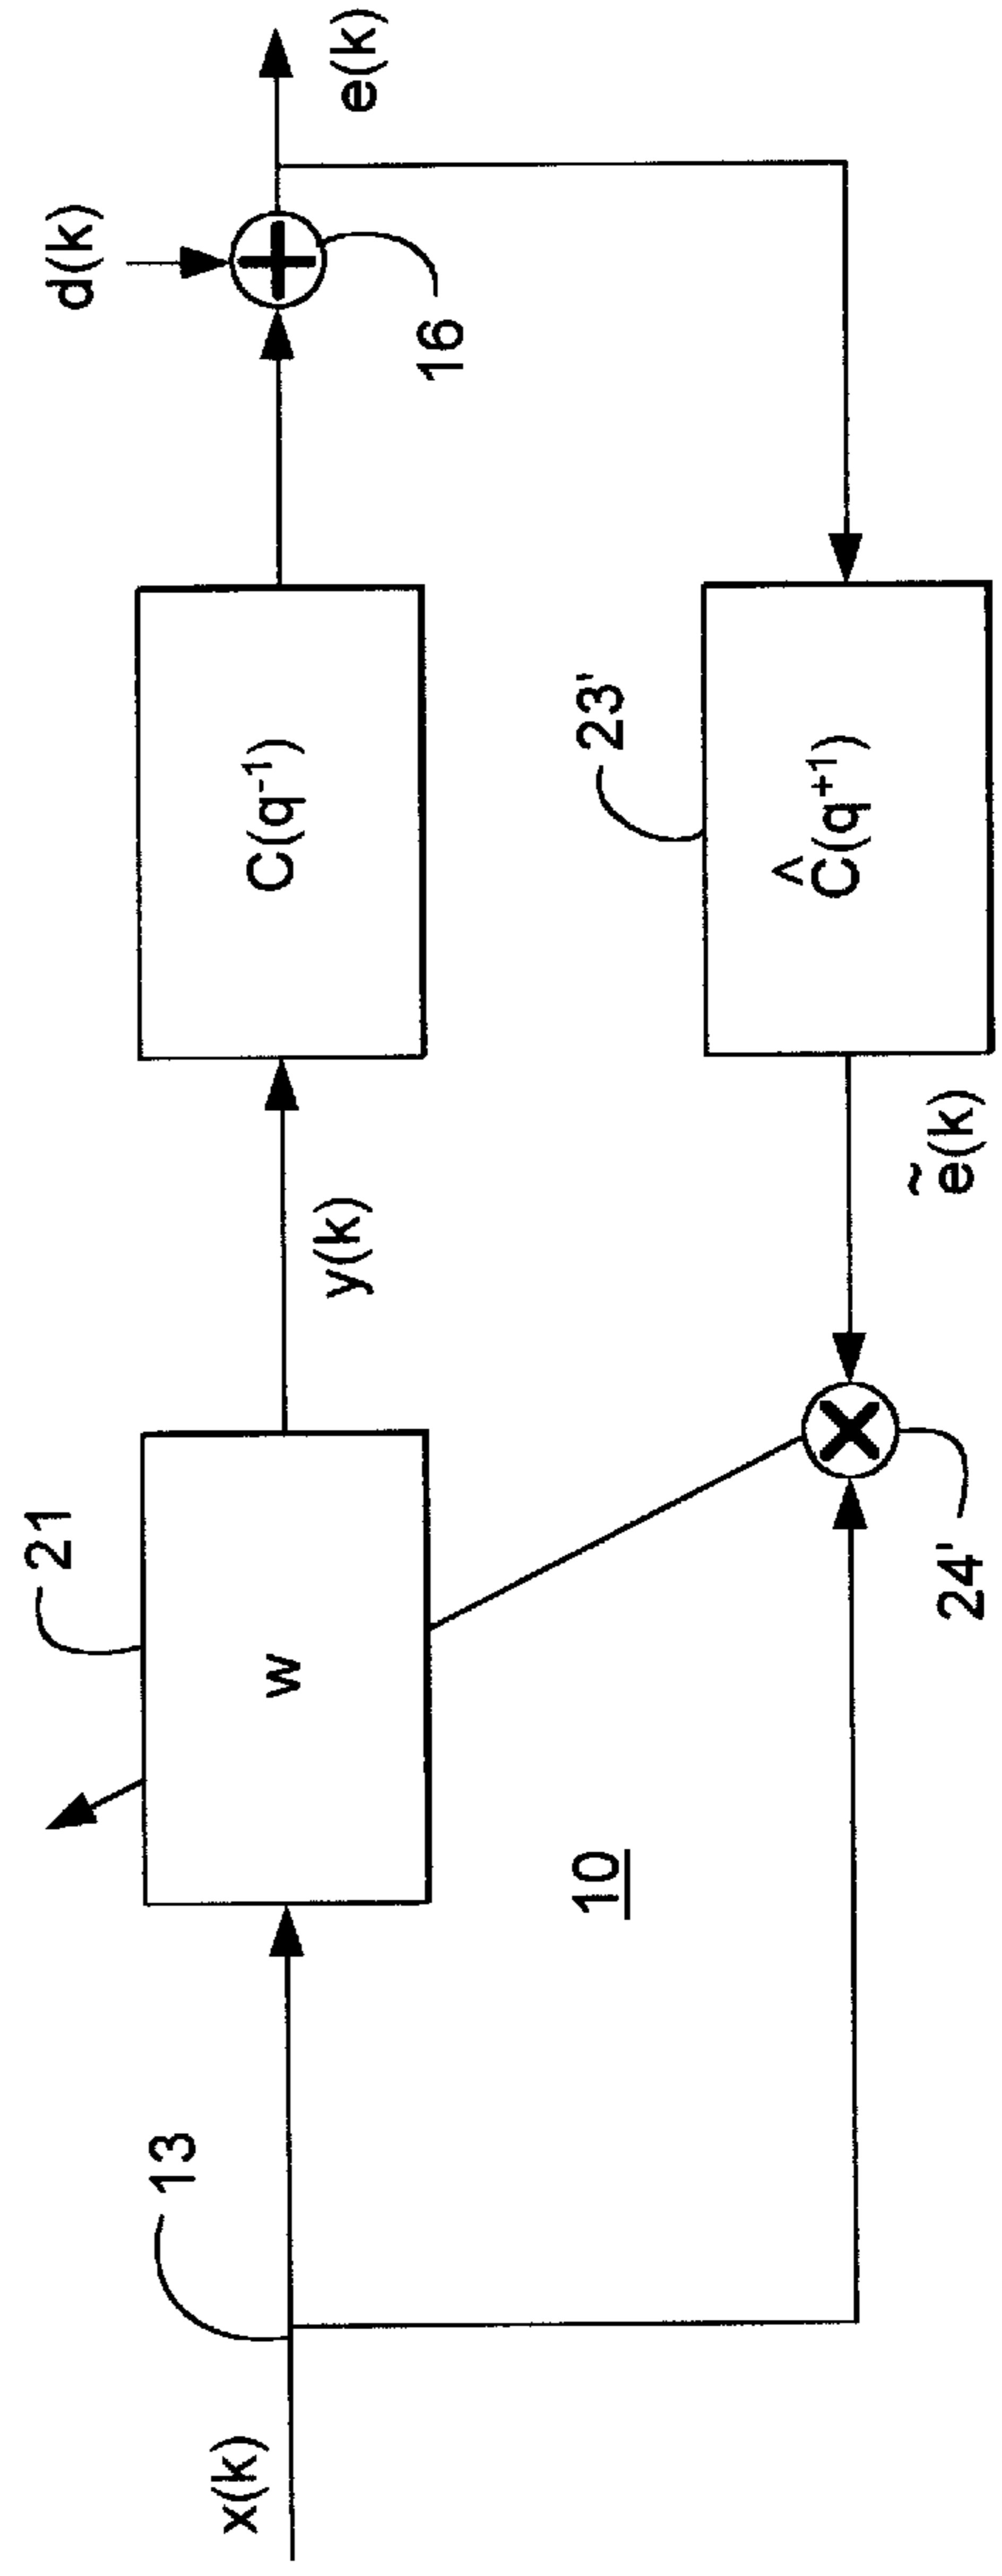 x(k)
13
21
w
y(k)
C(q⁻¹)
d(k)
16
e(k)
10
24'
ẽ(k)
23'
Ĉ(q⁺¹)